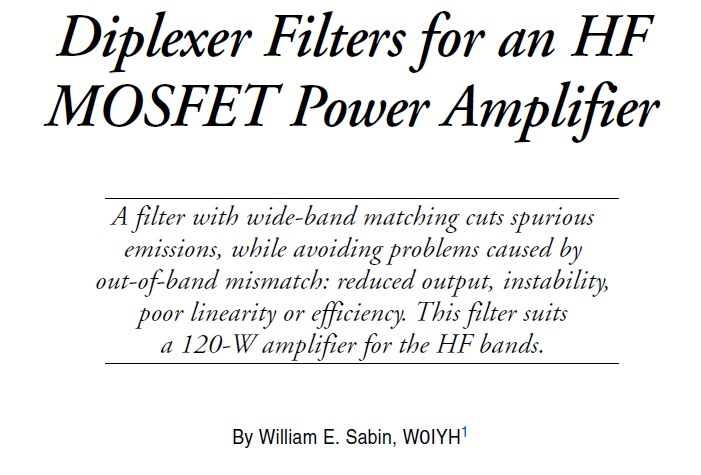 Diplexer Filters for an HF
MOSFET Power Amplifier
A filter with wide-band matching cuts spurious
emissions, while avoiding problems caused by
out-of-band mismatch: reduced output, instability,
poor linearity or efficiency. This filter suits
a 120-W amplifier for the HF bands.
By William E. Sabin, W0IYH1